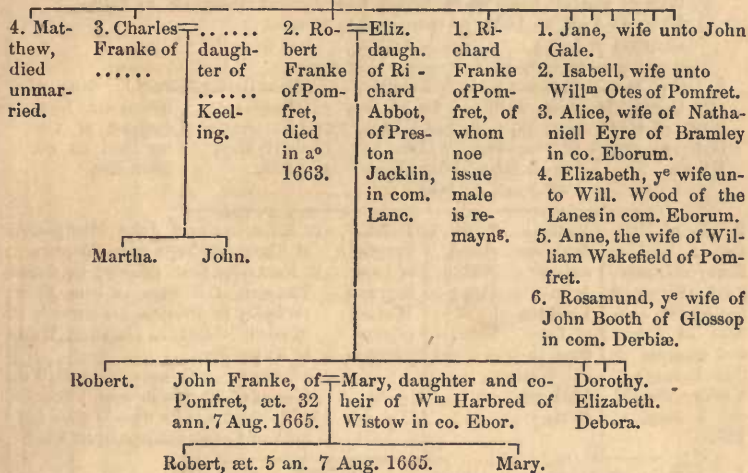 4. Mat-
thew,
died
unmar-
ried.
3. Charles
Franke of
......
......
daugh-
ter of
......
Keel-
ing.
2. Ro-
bert
Franke
of Pom-
fret,
died
in aº
1663.
Eliz.
daugh.
of Ri-
chard
Abbot,
of Pres-
ton
Jacklin,
in com.
Lanc.
1. Ri-
chard
Franke
of Pom-
fret, of
whom
noe
issue
male
is re-
maynᵍ.
1. Jane, wife unto John
Gale.
2. Isabell, wife unto
Willᵐ Otes of Pomfret.
3. Alice, wife of Natha-
niell Eyre of Bramley
in co. Eborum.
4. Elizabeth, yᵉ wife un-
to Will. Wood of the
Lanes in com. Eborum.
5. Anne, the wife of Wil-
liam Wakefield of Pom-
fret.
6. Rosamund, yᵉ wife of
John Booth of Glossop
in com. Derbiæ.
Martha. John.
Robert.
John Franke, of
Pomfret, æt. 32
ann. 7 Aug. 1665.
Mary, daughter and co-
heir of Wᵐ Harbred of
Wistow in co. Ebor.
Dorothy.
Elizabeth.
Debora.
Robert, æt. 5 an. 7 Aug. 1665. Mary.